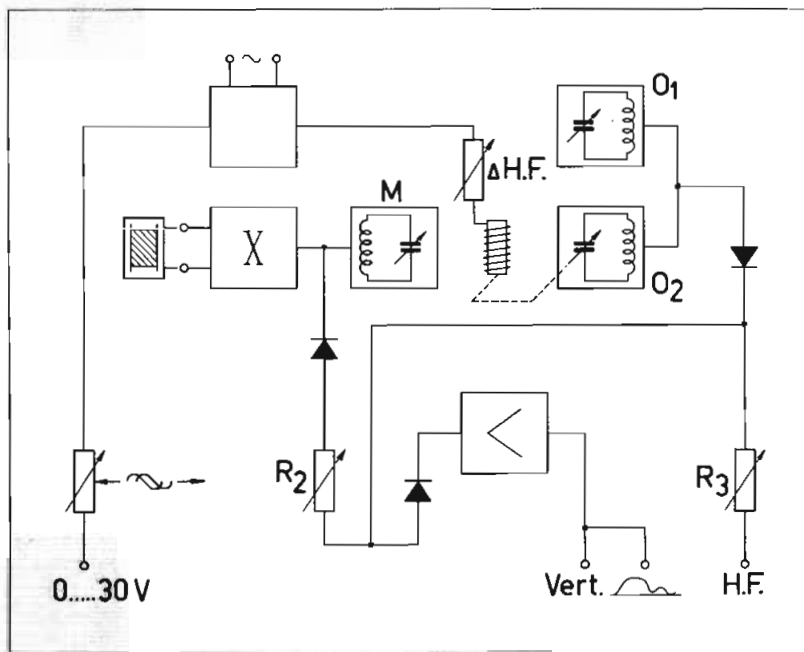 ~
O1
ΔH.F.
M
X
O2
R2
R3
0.....30 V
Vert.
H.F.